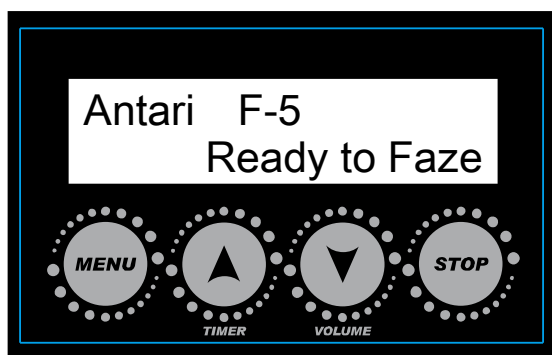 Antari F-5
Ready to Faze
MENU
STOP
TIMER
VOLUME